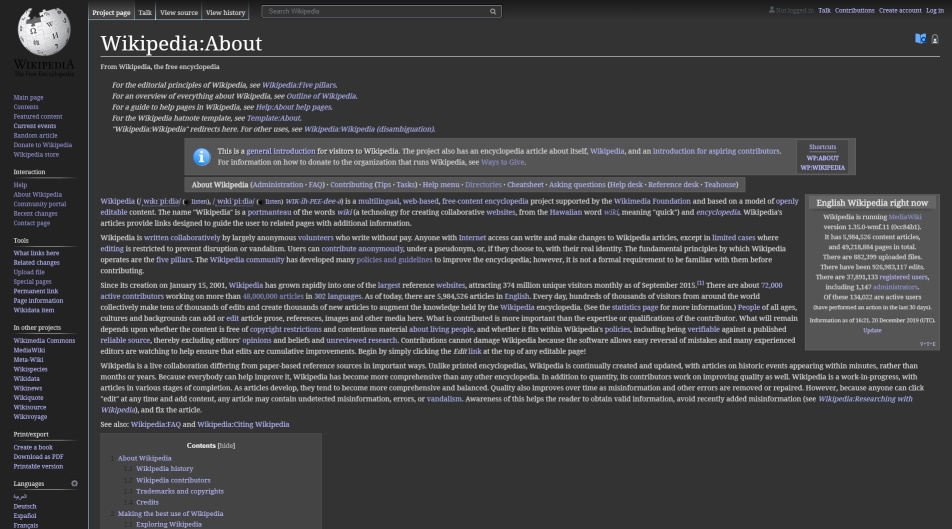 Project page
Talk
View source
View history
Search Wikipedia
Not logged in
Talk
Contributions
Create account
Log in
WIKIPEDIA
The Free Encyclopedia
Main page
Contents
Featured content
Current events
Random article
Donate to Wikipedia
Wikipedia store
Interaction
Help
About Wikipedia
Community portal
Recent changes
Contact page
Tools
What links here
Related changes
Upload file
Special pages
Permanent link
Page information
Wikidata item
In other projects
Wikimedia Commons
MediaWiki
Meta-Wiki
Wikispecies
Wikidata
Wikinews
Wikiquote
Wikisource
Wikivoyage
Print/export
Create a book
Download as PDF
Printable version
Languages
العربية
Deutsch
Español
Français
Wikipedia:About
From Wikipedia, the free encyclopedia
For the editorial principles of Wikipedia, see Wikipedia:Five pillars.
For an overview of everything about Wikipedia, see Outline of Wikipedia.
For a guide to help pages in Wikipedia, see Help:About help pages.
For the Wikipedia hatnote template, see Template:About.
"Wikipedia:Wikipedia" redirects here. For other uses, see Wikipedia:Wikipedia (disambiguation).
This is a general introduction for visitors to Wikipedia. The project also has an encyclopedia article about itself, Wikipedia, and an introduction for aspiring contributors.
For information on how to donate to the organization that runs Wikipedia, see Ways to Give.
Shortcuts
WP:ABOUT
WP:WIKIPEDIA
About Wikipedia (Administration · FAQ) · Contributing (Tips · Tasks) · Help menu · Directories · Cheatsheet · Asking questions (Help desk · Reference desk · Teahouse)
Wikipedia (/ˌwɪkɪˈpiːdiə/ (listen), /ˌwɪkiˈpiːdiə/ (listen) WIK-ih-PEE-dee-ə) is a multilingual, web-based, free-content encyclopedia project supported by the Wikimedia Foundation and based on a model of openly
editable content. The name "Wikipedia" is a portmanteau of the words wiki (a technology for creating collaborative websites, from the Hawaiian word wiki, meaning "quick") and encyclopedia. Wikipedia's
articles provide links designed to guide the user to related pages with additional information.
Wikipedia is written collaboratively by largely anonymous volunteers who write without pay. Anyone with Internet access can write and make changes to Wikipedia articles, except in limited cases where
editing is restricted to prevent disruption or vandalism. Users can contribute anonymously, under a pseudonym, or, if they choose to, with their real identity. The fundamental principles by which Wikipedia
operates are the five pillars. The Wikipedia community has developed many policies and guidelines to improve the encyclopedia; however, it is not a formal requirement to be familiar with them before
contributing.
Since its creation on January 15, 2001, Wikipedia has grown rapidly into one of the largest reference websites, attracting 374 million unique visitors monthly as of September 2015.[1] There are about 72,000
active contributors working on more than 48,000,000 articles in 302 languages. As of today, there are 5,984,526 articles in English. Every day, hundreds of thousands of visitors from around the world
collectively make tens of thousands of edits and create thousands of new articles to augment the knowledge held by the Wikipedia encyclopedia. (See the statistics page for more information.) People of all ages,
cultures and backgrounds can add or edit article prose, references, images and other media here. What is contributed is more important than the expertise or qualifications of the contributor. What will remain
depends upon whether the content is free of copyright restrictions and contentious material about living people, and whether it fits within Wikipedia's policies, including being verifiable against a published
reliable source, thereby excluding editors' opinions and beliefs and unreviewed research. Contributions cannot damage Wikipedia because the software allows easy reversal of mistakes and many experienced
editors are watching to help ensure that edits are cumulative improvements. Begin by simply clicking the Edit link at the top of any editable page!
Wikipedia is a live collaboration differing from paper-based reference sources in important ways. Unlike printed encyclopedias, Wikipedia is continually created and updated, with articles on historic events appearing within minutes, rather than
months or years. Because everybody can help improve it, Wikipedia has become more comprehensive than any other encyclopedia. In addition to quantity, its contributors work on improving quality as well. Wikipedia is a work-in-progress, with
articles in various stages of completion. As articles develop, they tend to become more comprehensive and balanced. Quality also improves over time as misinformation and other errors are removed or repaired. However, because anyone can click
"edit" at any time and add content, any article may contain undetected misinformation, errors, or vandalism. Awareness of this helps the reader to obtain valid information, avoid recently added misinformation (see Wikipedia:Researching with
Wikipedia), and fix the article.
See also: Wikipedia:FAQ and Wikipedia:Citing Wikipedia
English Wikipedia right now
Wikipedia is running MediaWiki
version 1.35.0-wmf.11 (0cc84b1).
It has 5,984,526 content articles,
and 49,218,884 pages in total.
There are 882,399 uploaded files.
There have been 926,983,117 edits.
There are 37,891,133 registered users,
including 1,147 administrators.
Of these 134,022 are active users
(have performed an action in the last 30 days).
Information as of 16:21, 20 December 2019 (UTC).
Update
V·T·E
Contents [hide]
1 About Wikipedia
1.1 Wikipedia history
1.2 Wikipedia contributors
1.3 Trademarks and copyrights
1.4 Credits
2 Making the best use of Wikipedia
2.1 Exploring Wikipedia